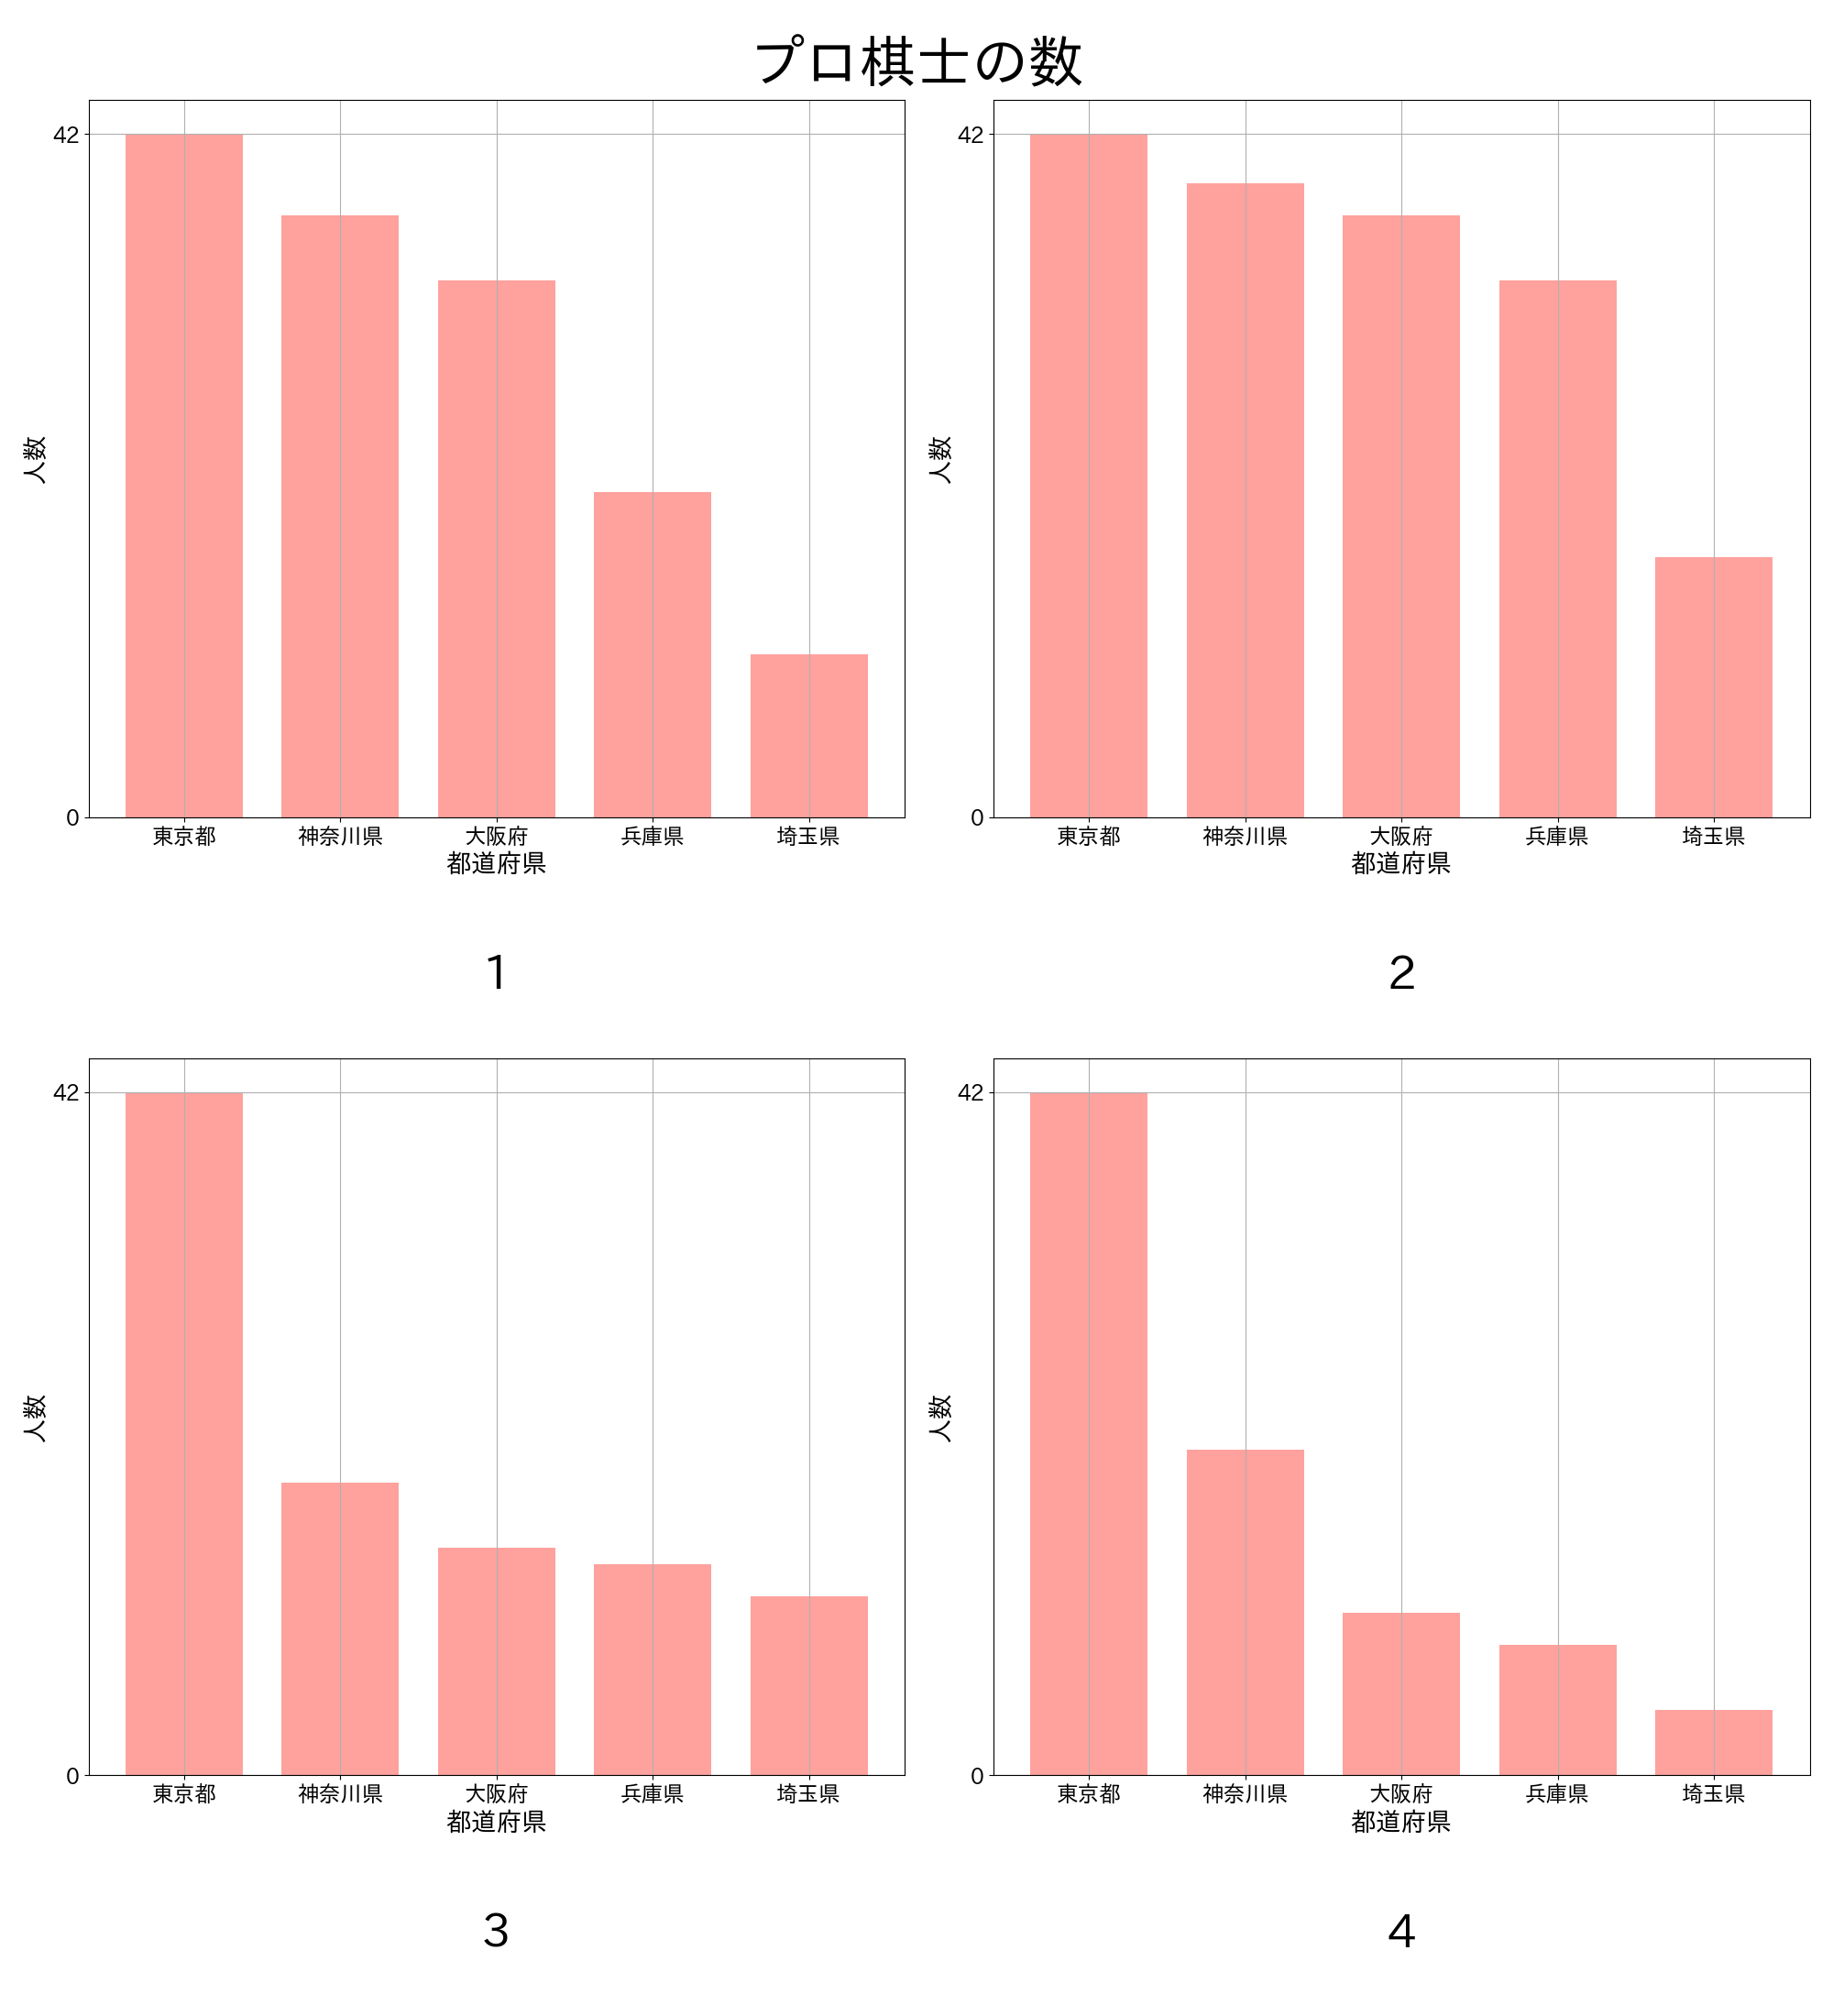 プロ棋士の数
42
人数
0
東京都 神奈川県 大阪府 兵庫県 埼玉県
都道府県
1
42
人数
0
東京都 神奈川県 大阪府 兵庫県 埼玉県
都道府県
2
42
人数
0
東京都 神奈川県 大阪府 兵庫県 埼玉県
都道府県
3
42
人数
0
東京都 神奈川県 大阪府 兵庫県 埼玉県
都道府県
4